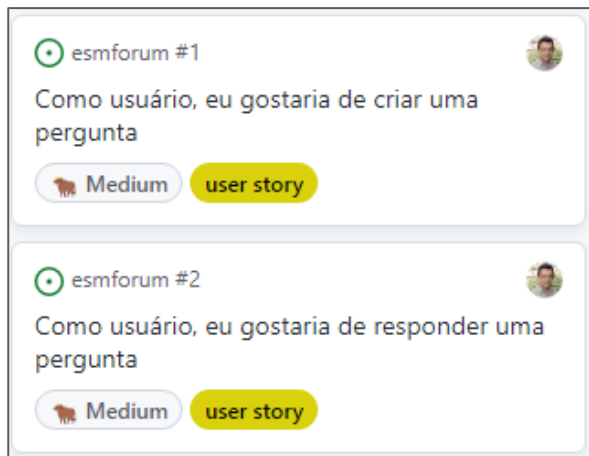 esmforum #1
Como usuário, eu gostaria de criar uma
pergunta
Medium
user story
esmforum #2
Como usuário, eu gostaria de responder uma
pergunta
Medium
user story